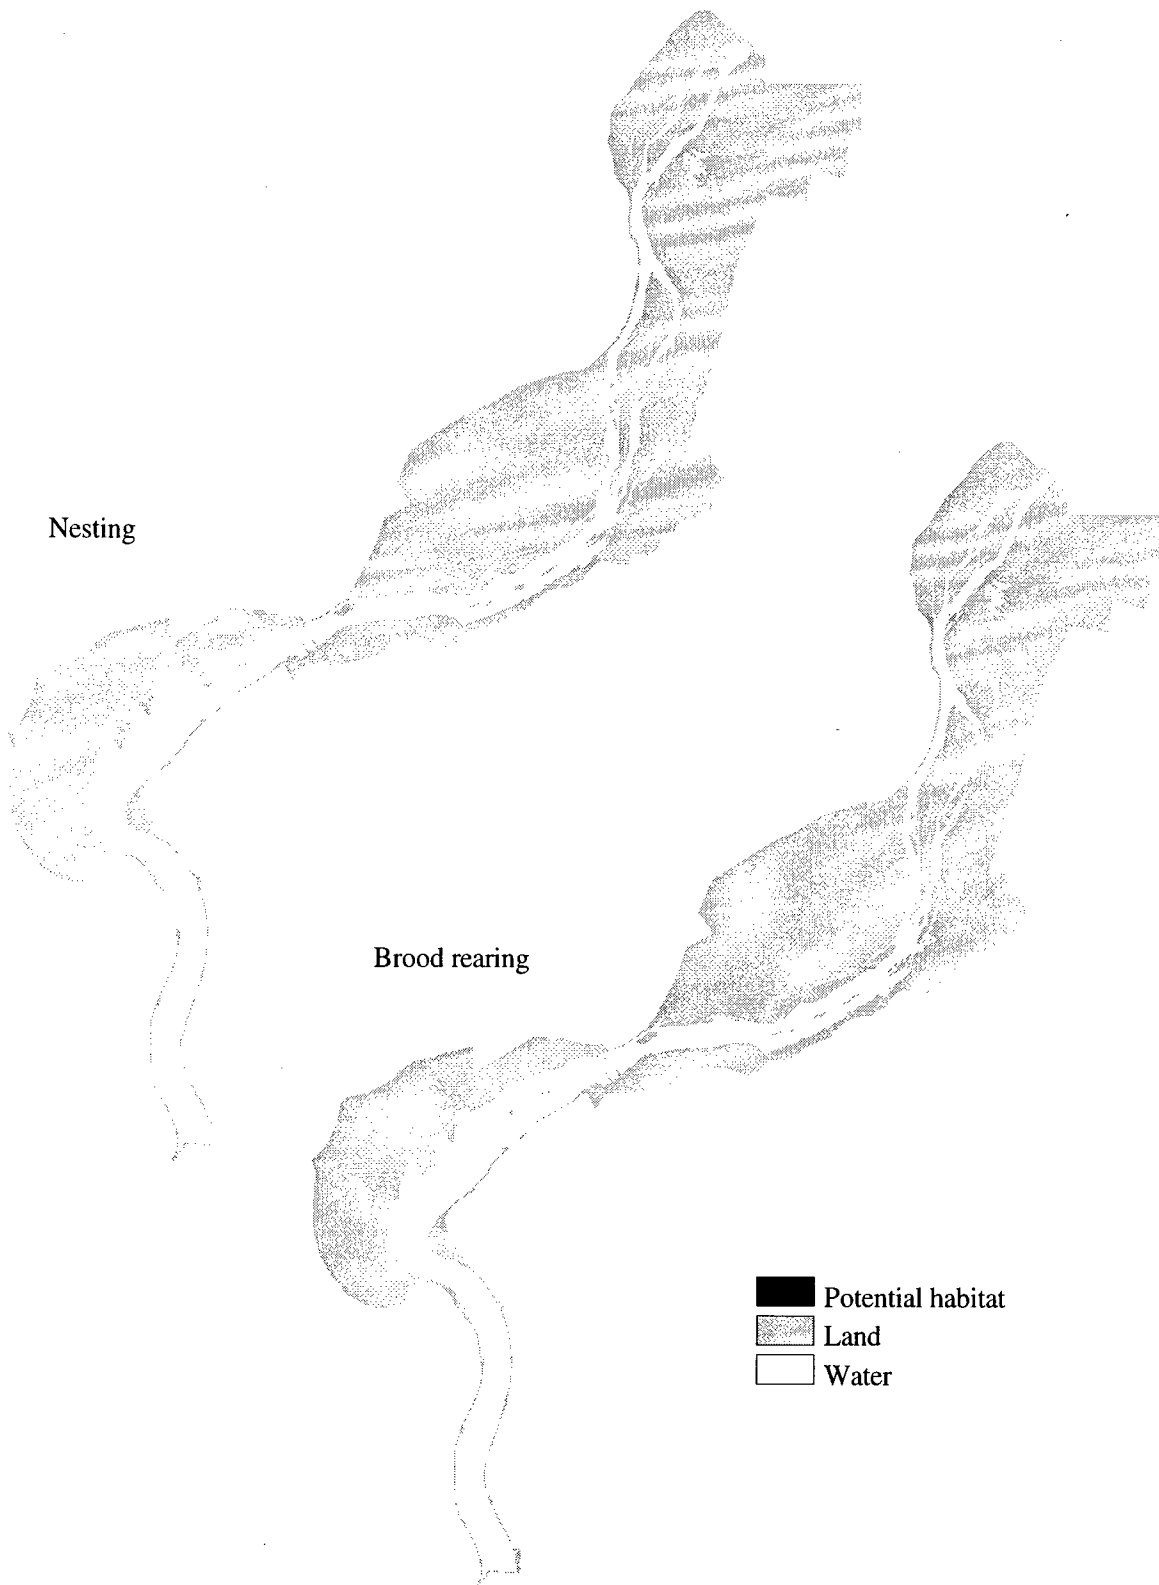 Nesting
Brood rearing
Potential habitat
Land
Water